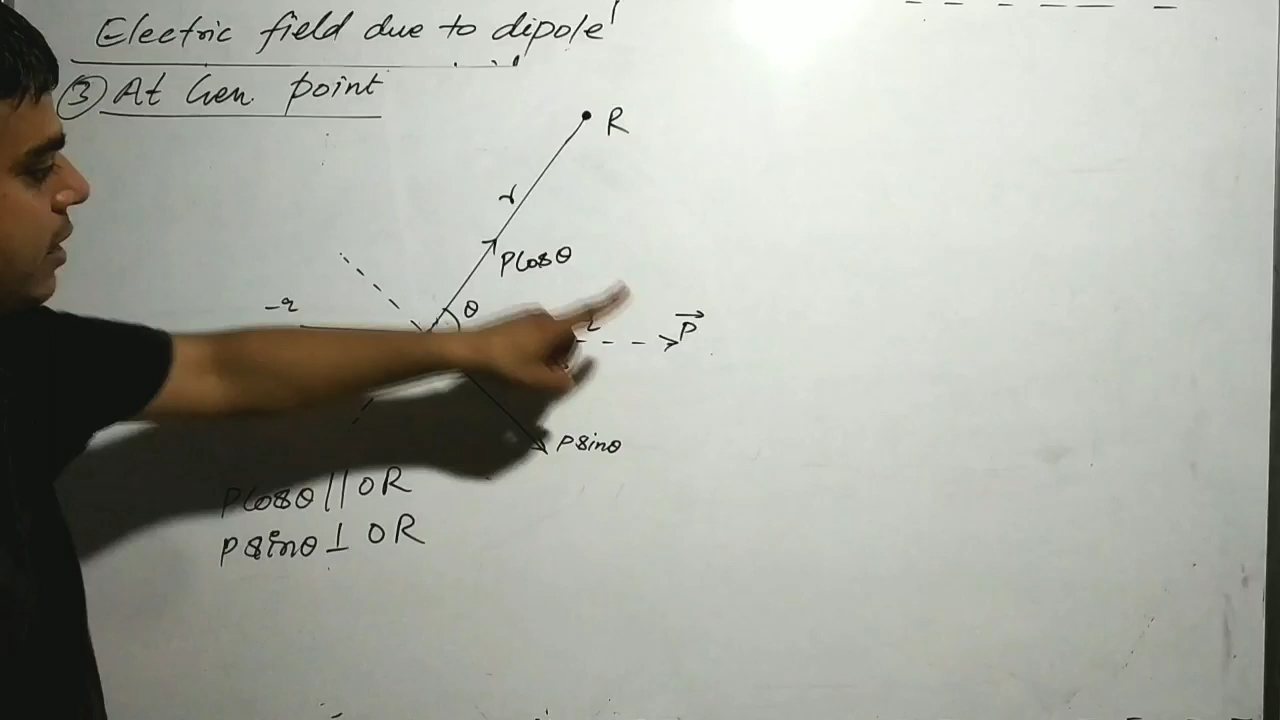 Electric field due to dipole
③ At Gen. point
R
r
Pcosθ
-q
θ
P⃗
Psinθ
Pcosθ || OR
Psinθ ⊥ OR